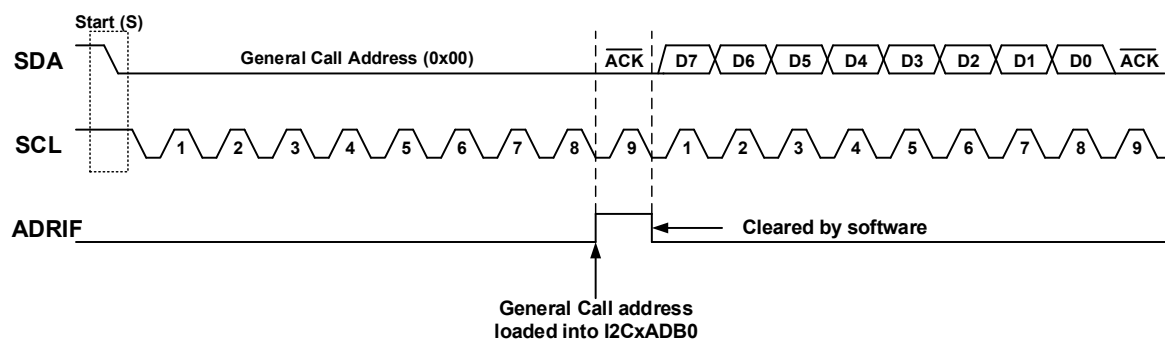 Start (S)
SDA General Call Address (0x00) ACK D7 D6 D5 D4 D3 D2 D1 D0 ACK
SCL 1 2 3 4 5 6 7 8 9 1 2 3 4 5 6 7 8 9
ADRIF Cleared by software
General Call address
loaded into I2CxADB0